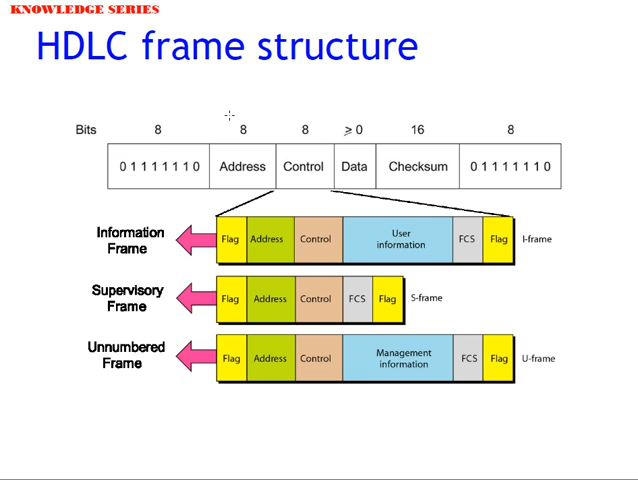 KNOWLEDGE SERIES
HDLC frame structure
Bits 8 8 8 ≥ 0 16 8
0 1 1 1 1 1 1 0 Address Control Data Checksum 0 1 1 1 1 1 1 0
Information
Frame
Flag Address Control User
information FCS Flag I-frame
Supervisory
Frame
Flag Address Control FCS Flag S-frame
Unnumbered
Frame
Flag Address Control Management
information FCS Flag U-frame